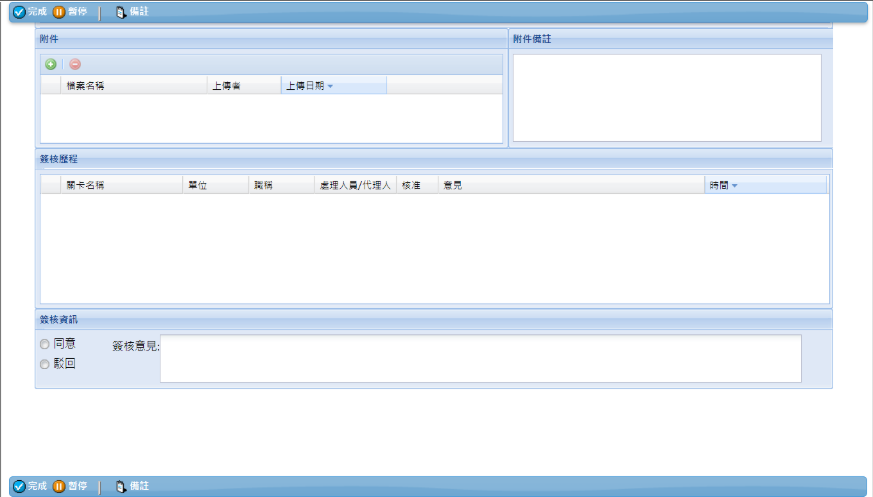 完成 暫停 備註
附件 附件備註
檔案名稱 上傳者 上傳日期
簽核歷程
關卡名稱 單位 職稱 處理人員/代理人 核准 意見 時間
簽核資訊
同意 簽核意見:
駁回
完成 暫停 備註